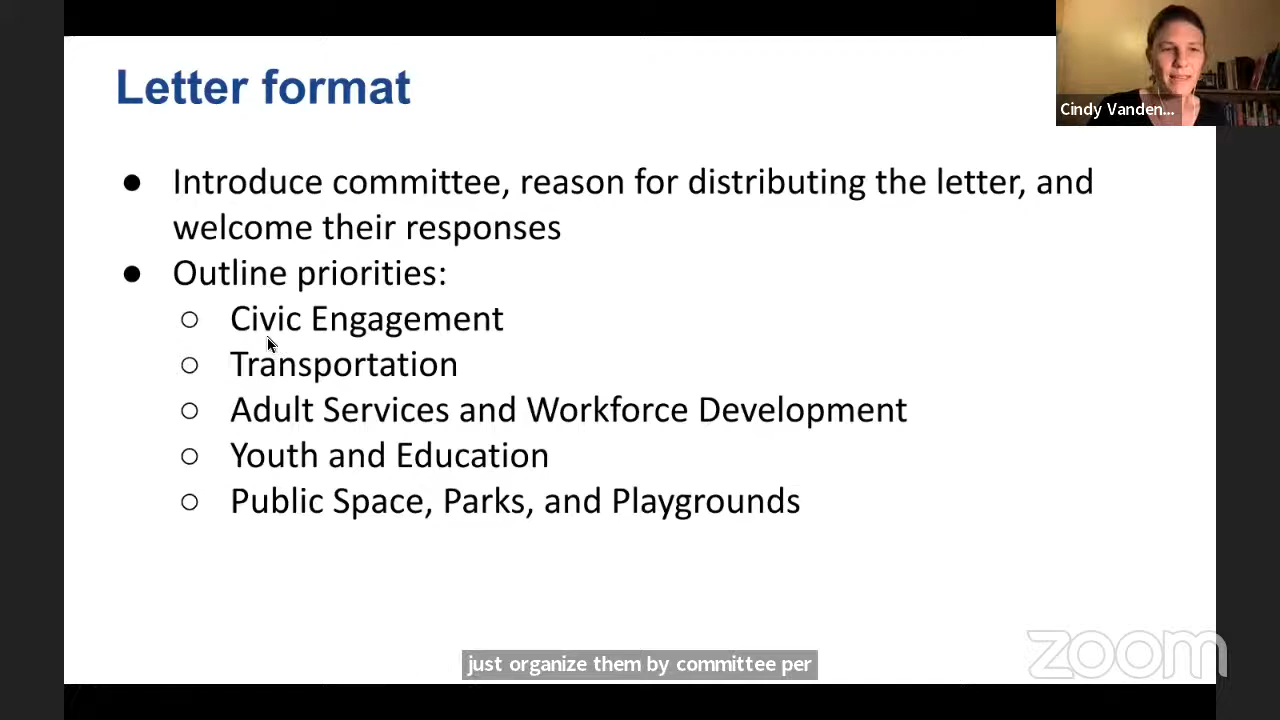 Letter format
Cindy Vanden...
● Introduce committee, reason for distributing the letter, and
welcome their responses
● Outline priorities:
○ Civic Engagement
○ Transportation
○ Adult Services and Workforce Development
○ Youth and Education
○ Public Space, Parks, and Playgrounds
just organize them by committee per
zoom